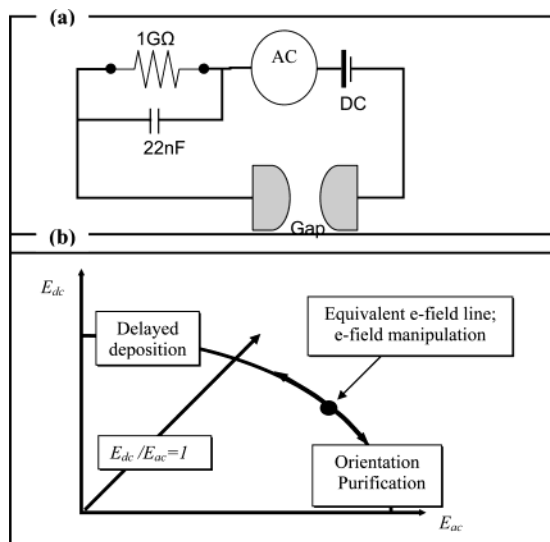 (a)
1GΩ
AC
DC
22nF
Gap
(b)
Edc
Delayed
deposition
Equivalent e-field line;
e-field manipulation
Edc /Eac=1
Orientation
Purification
Eac